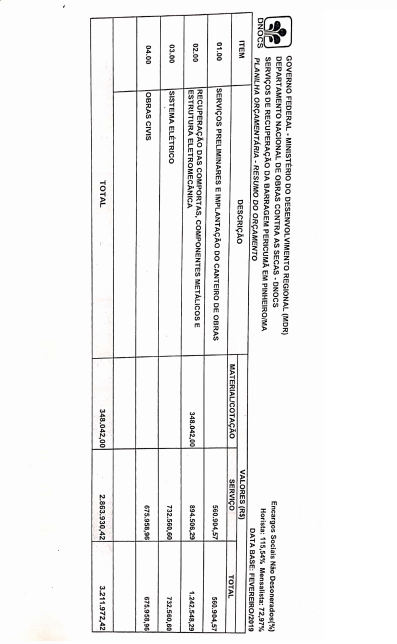 DNOCS
GOVERNO FEDERAL - MINISTÉRIO DO DESENVOLVIMENTO REGIONAL (MDR)
DEPARTAMENTO NACIONAL DE OBRAS CONTRA AS SECAS - DNOCS
SERVIÇOS DE RECUPERAÇÃO DA BARRAGEM PERICUMÃ EM PINHEIRO/MA
PLANILHA ORÇAMENTÁRIA - RESUMO DO ORÇAMENTO
Encargos Sociais Não Desonerados(%)
Horista: 115,54% Mensalista: 72,97%
DATA BASE: FEVEREIRO/2019
ITEM DESCRIÇÃO VALORES (R$)
MATERIAL/COTAÇÃO SERVIÇO TOTAL
01.00 SERVIÇOS PRELIMINARES E IMPLANTAÇÃO DO CANTEIRO DE OBRAS 560.904,57 560.904,57
02.00 RECUPERAÇÃO DAS COMPORTAS, COMPONENTES METÁLICOS E
ESTRUTURA ELETROMECÂNICA 348.042,00 894.506,29 1.242.548,29
03.00 SISTEMA ELÉTRICO 732.560,60 732.560,60
04.00 OBRAS CIVIS 675.958,96 675.958,96
TOTAL 348.042,00 2.863.930,42 3.211.972,42